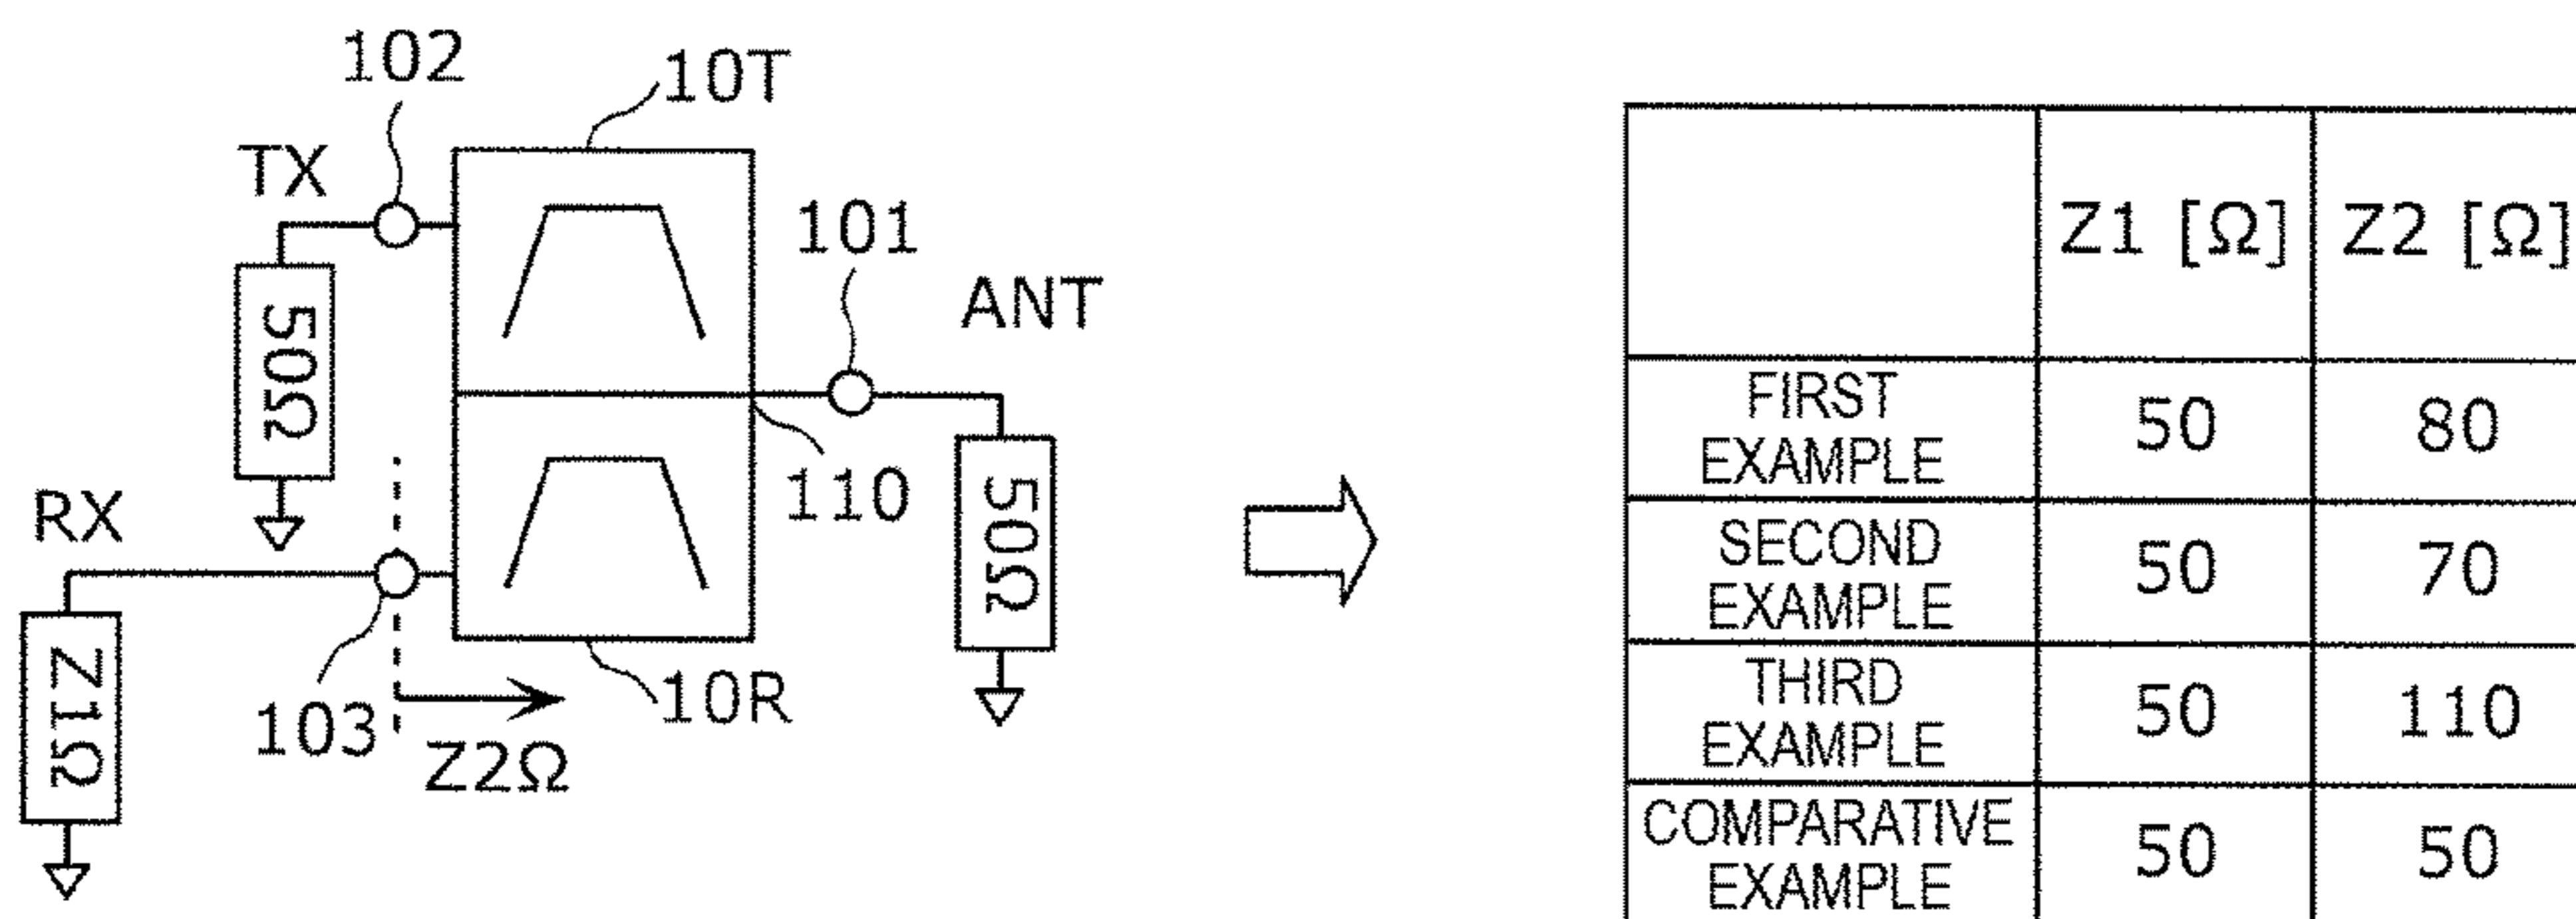 102
10T
TX
101
ANT
50Ω
110
50Ω
RX
103
10R
Z2Ω
Z1Ω
Z1 [Ω] Z2 [Ω]
FIRST
EXAMPLE
50 80
SECOND
EXAMPLE
50 70
THIRD
EXAMPLE
50 110
COMPARATIVE
EXAMPLE
50 50